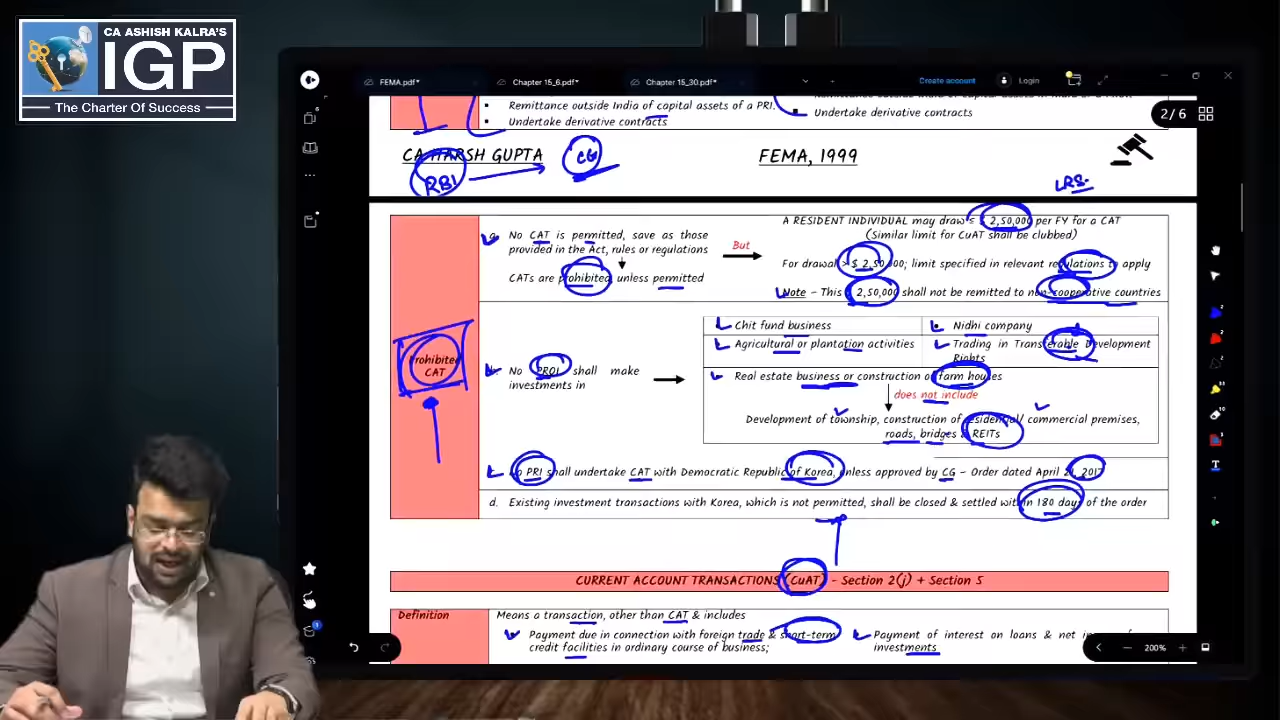 CA ASHISH KALRA'S
IGP
The Charter Of Success
FEMA.pdf*
Chapter 15_6.pdf*
Chapter 15_30.pdf*
Create account
Login
2 / 6
Remittance outside India of capital assets of a PRI.
Undertake derivative contracts
Undertake derivative contracts
CA HARSH GUPTA
RBI
CG
FEMA, 1999
LRS.
Prohibited
CAT
No CAT is permitted, save as those
provided in the Act, rules or regulations
CATs are prohibited unless permitted
But
A RESIDENT INDIVIDUAL may draw ≤ $ 2,50,000 per FY for a CAT
(Similar limit for CuAT shall be clubbed)
For drawal > $ 2,50,000; limit specified in relevant regulations to apply
Note – This $ 2,50,000 shall not be remitted to non-cooperative countries
No PROI shall make
investments in
Chit fund business
Nidhi company
Agricultural or plantation activities
Trading in Transferable Development
Rights
Real estate business or construction of farm houses
does not include
Development of township, construction of residential/ commercial premises,
roads, bridges & REITs
No PRI shall undertake CAT with Democratic Republic of Korea, unless approved by CG – Order dated April 21, 2017
d. Existing investment transactions with Korea, which is not permitted, shall be closed & settled within 180 days of the order
CURRENT ACCOUNT TRANSACTIONS (CuAT) - Section 2(j) + Section 5
Definition
Means a transaction, other than CAT & includes
Payment due in connection with foreign trade & short-term
credit facilities in ordinary course of business;
Payment of interest on loans & net
investments
200%